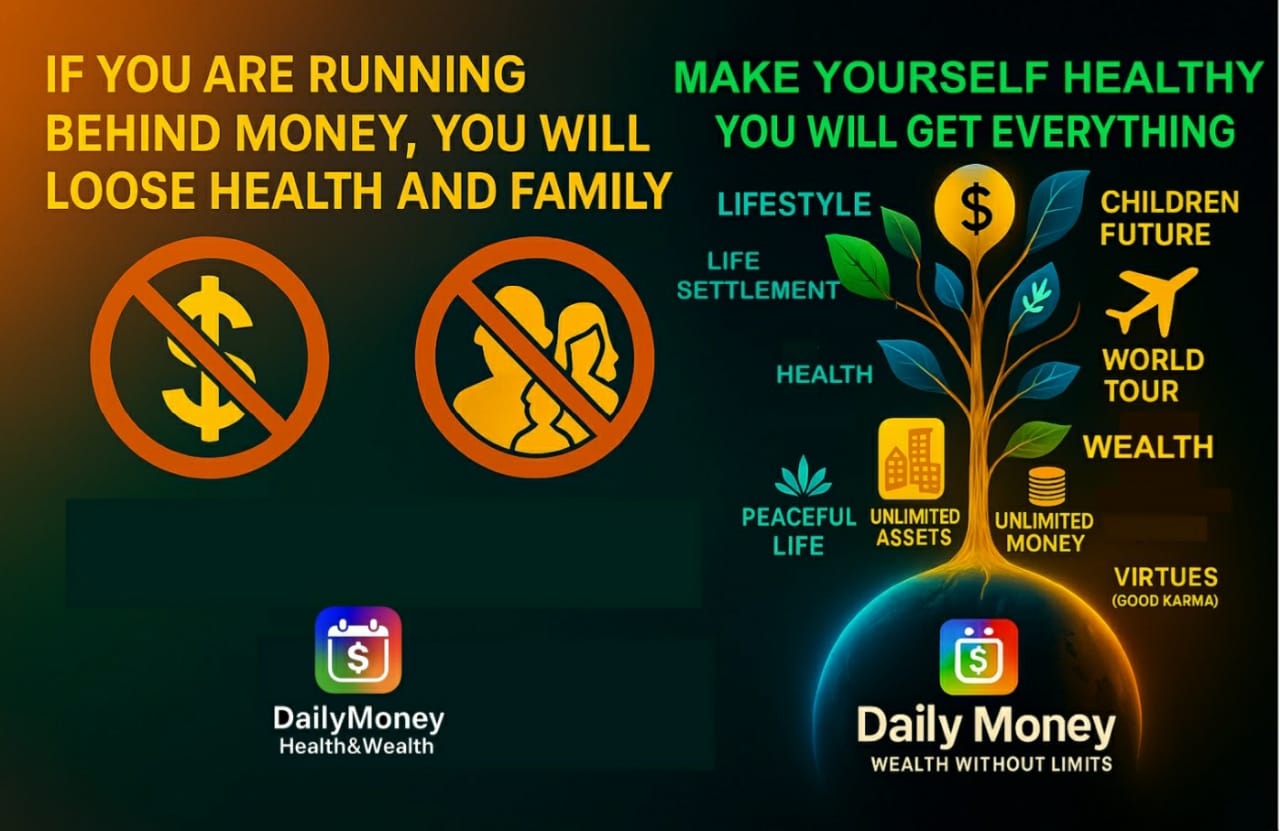 IF YOU ARE RUNNING
BEHIND MONEY, YOU WILL
LOOSE HEALTH AND FAMILY
$
DailyMoney
Health&Wealth
MAKE YOURSELF HEALTHY
YOU WILL GET EVERYTHING
$
LIFESTYLE
LIFE
SETTLEMENT
HEALTH
PEACEFUL
LIFE
UNLIMITED
ASSETS
UNLIMITED
MONEY
CHILDREN
FUTURE
WORLD
TOUR
WEALTH
VIRTUES
(GOOD KARMA)
$
Daily Money
WEALTH WITHOUT LIMITS